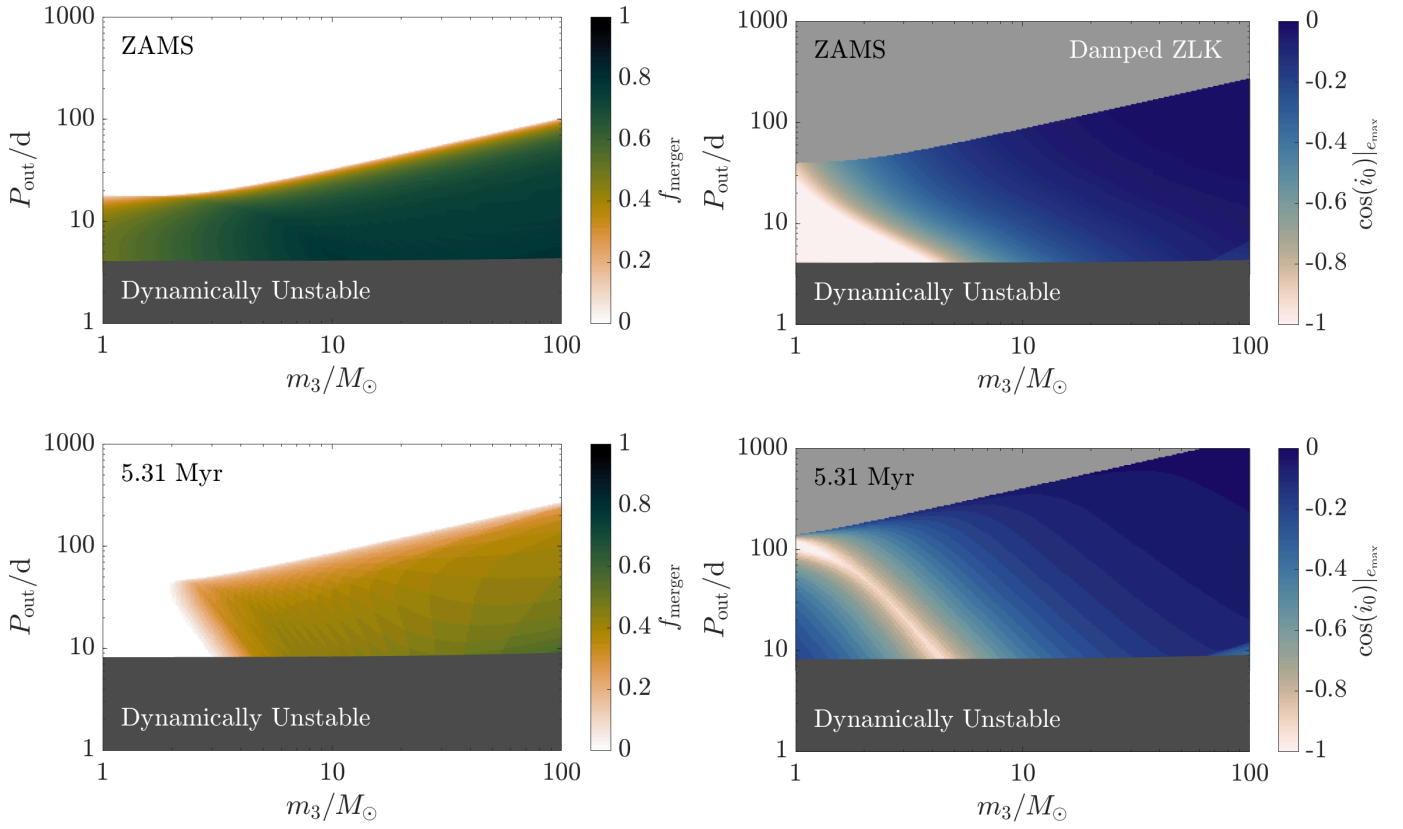 ZAMS
Dynamically Unstable
1000
100
10
1
P_out/d
1
10
100
m_3/M_⊙
1
0.8
0.6
0.4
0.2
0
f_merger
ZAMS
Damped ZLK
Dynamically Unstable
1000
100
10
1
P_out/d
1
10
100
m_3/M_⊙
0
-0.2
-0.4
-0.6
-0.8
-1
cos(i_0)|_{e_max}
5.31 Myr
Dynamically Unstable
1000
100
10
1
P_out/d
1
10
100
m_3/M_⊙
1
0.8
0.6
0.4
0.2
0
f_merger
5.31 Myr
Dynamically Unstable
1000
100
10
1
P_out/d
1
10
100
m_3/M_⊙
0
-0.2
-0.4
-0.6
-0.8
-1
cos(i_0)|_{e_max}